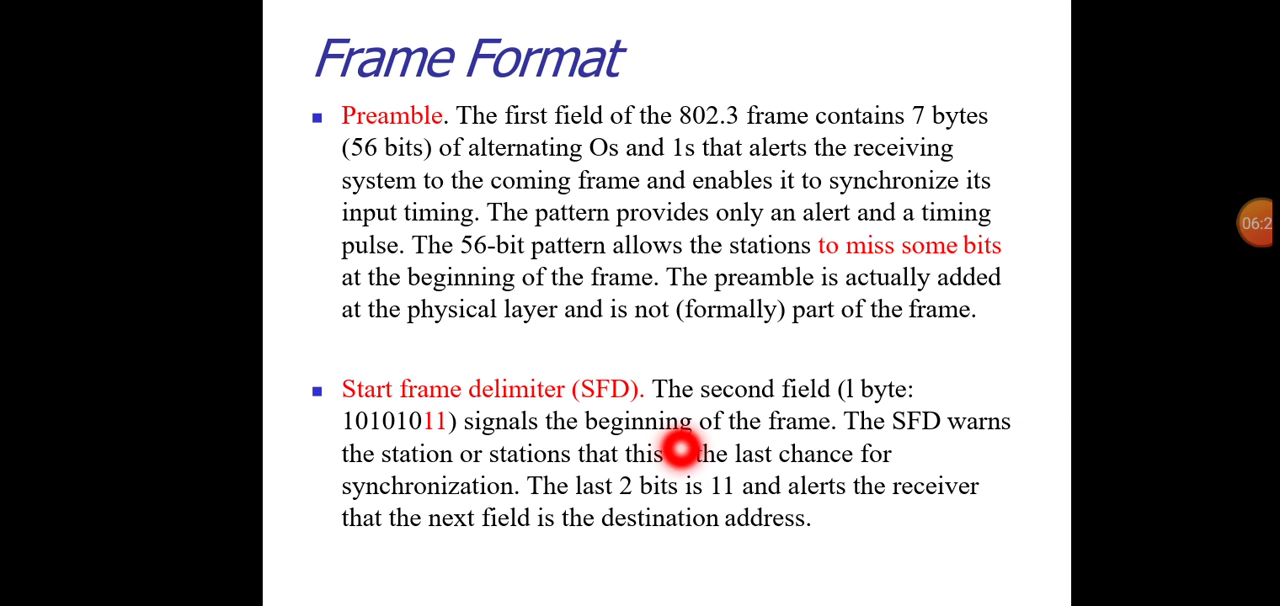 Frame Format
Preamble. The first field of the 802.3 frame contains 7 bytes
(56 bits) of alternating Os and 1s that alerts the receiving
system to the coming frame and enables it to synchronize its
input timing. The pattern provides only an alert and a timing
pulse. The 56-bit pattern allows the stations to miss some bits
at the beginning of the frame. The preamble is actually added
at the physical layer and is not (formally) part of the frame.
Start frame delimiter (SFD). The second field (l byte:
10101011) signals the beginning of the frame. The SFD warns
the station or stations that this the last chance for
synchronization. The last 2 bits is 11 and alerts the receiver
that the next field is the destination address.
06:2